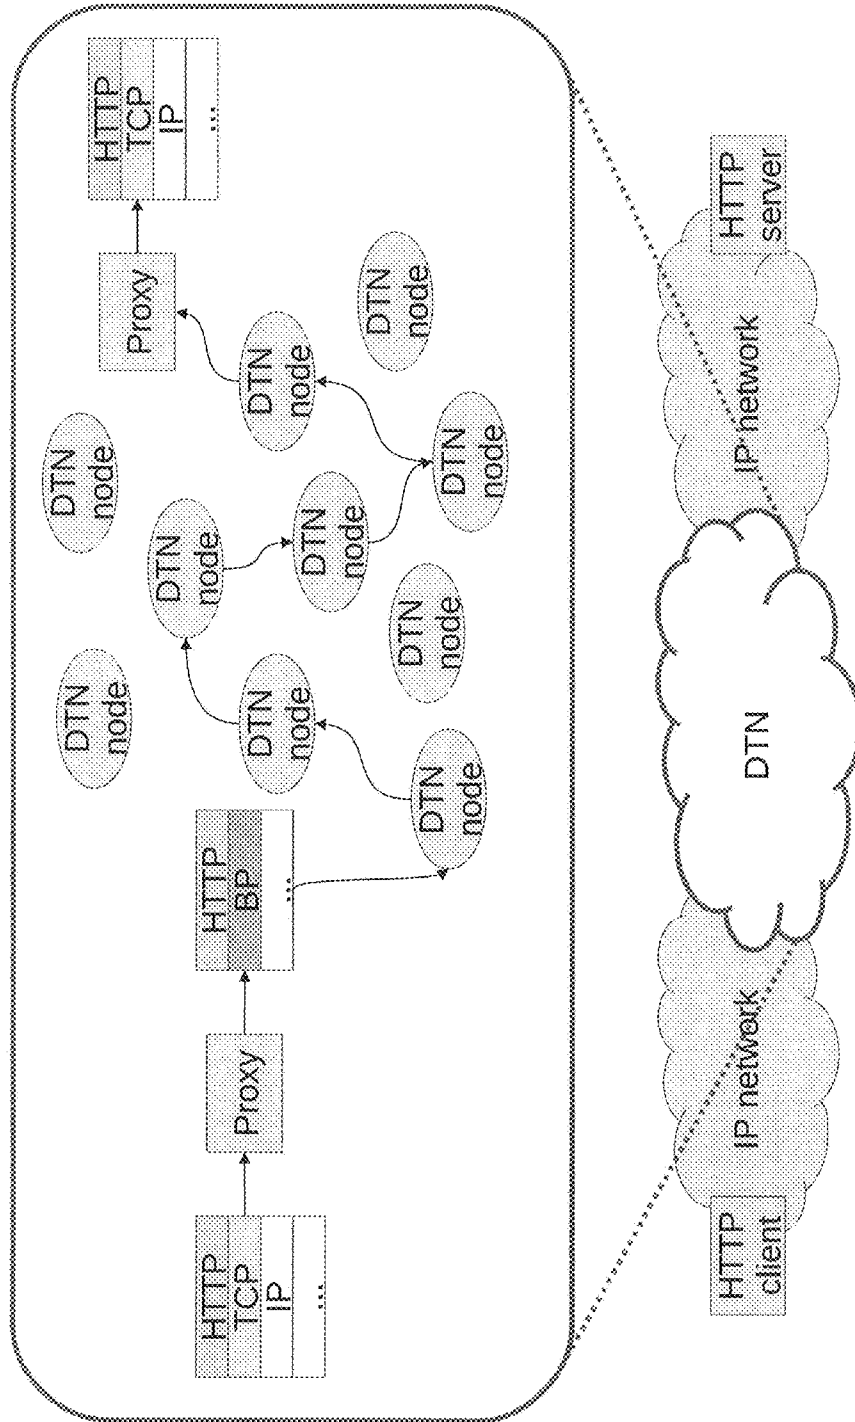 HTTP
TCP
IP
...
Proxy
HTTP
BP
...
DTN
node
DTN
node
DTN
node
DTN
node
DTN
node
DTN
node
DTN
node
DTN
node
DTN
node
DTN
node
Proxy
HTTP
TCP
IP
...
HTTP
client
IP network
DTN
IP network
HTTP
server